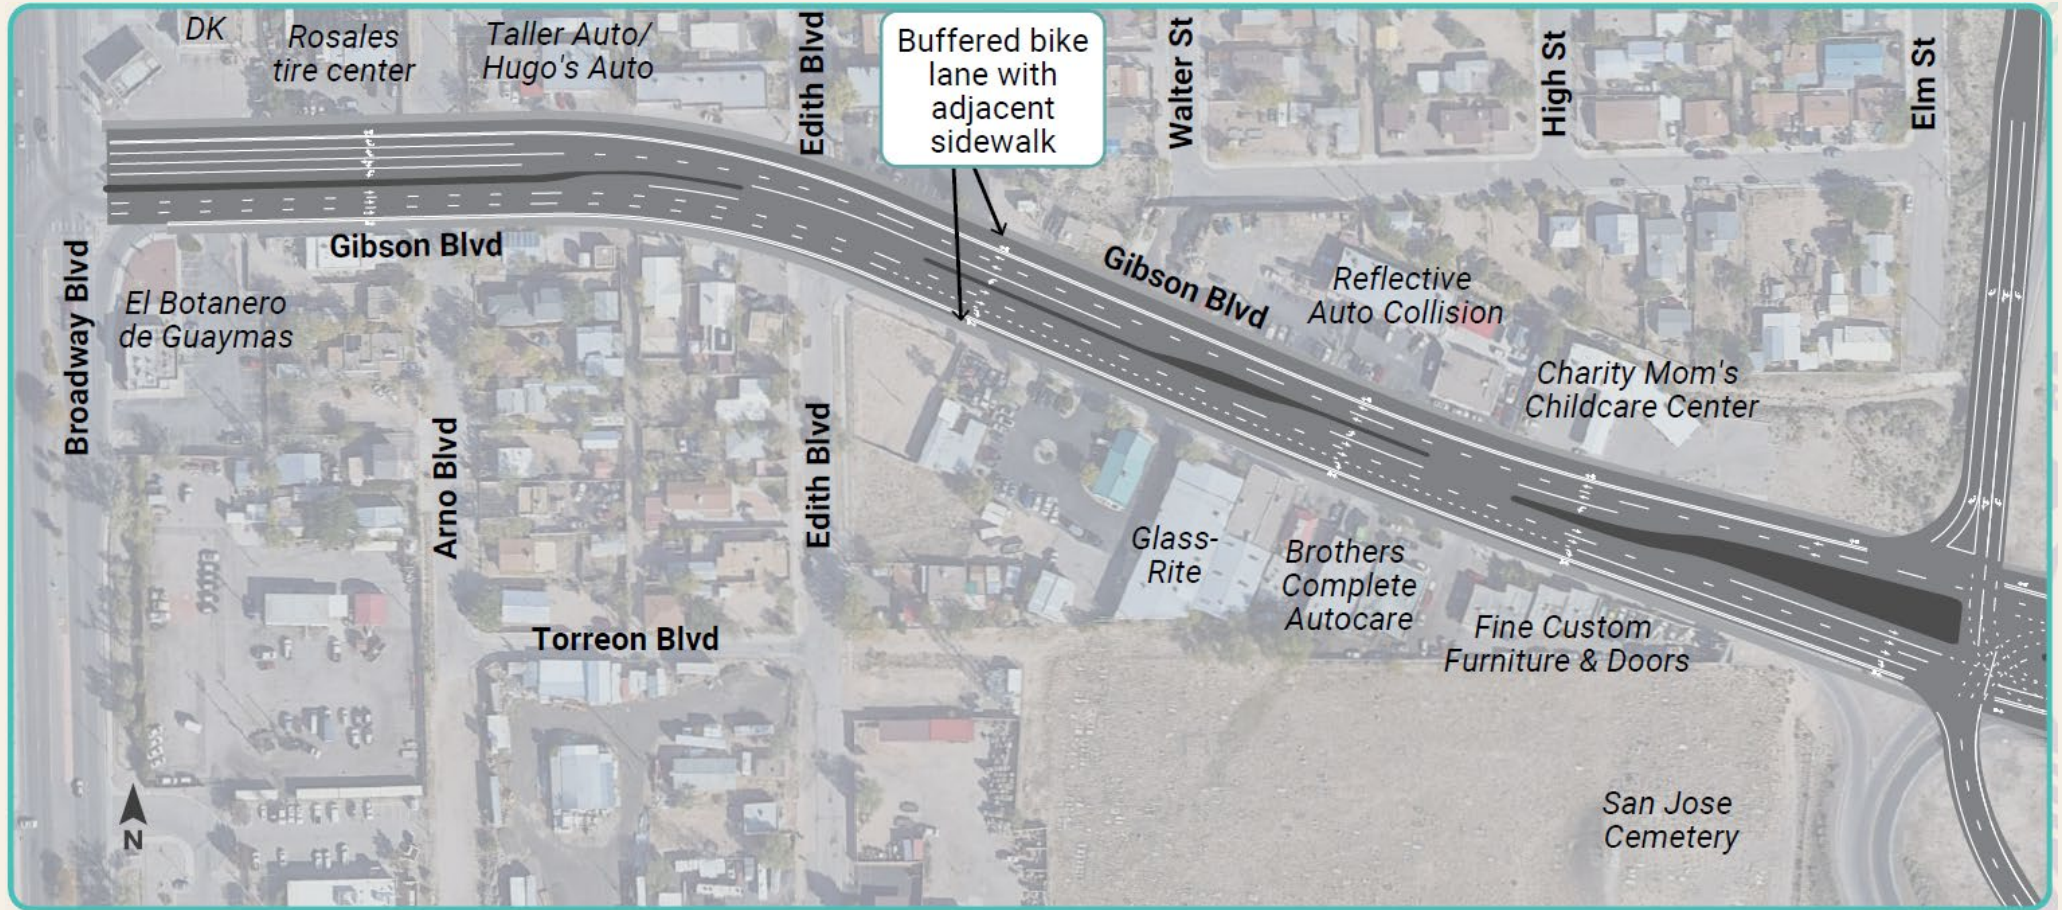 DK
Rosales
tire center
Taller Auto/
Hugo's Auto
Edith Blvd
Buffered bike
lane with
adjacent
sidewalk
Walter St
High St
Elm St
Gibson Blvd
Gibson Blvd
Broadway Blvd
El Botanero
de Guaymas
Reflective
Auto Collision
Charity Mom's
Childcare Center
Arno Blvd
Edith Blvd
Glass-
Rite
Brothers
Complete
Autocare
Fine Custom
Furniture & Doors
Torreon Blvd
San Jose
Cemetery
N